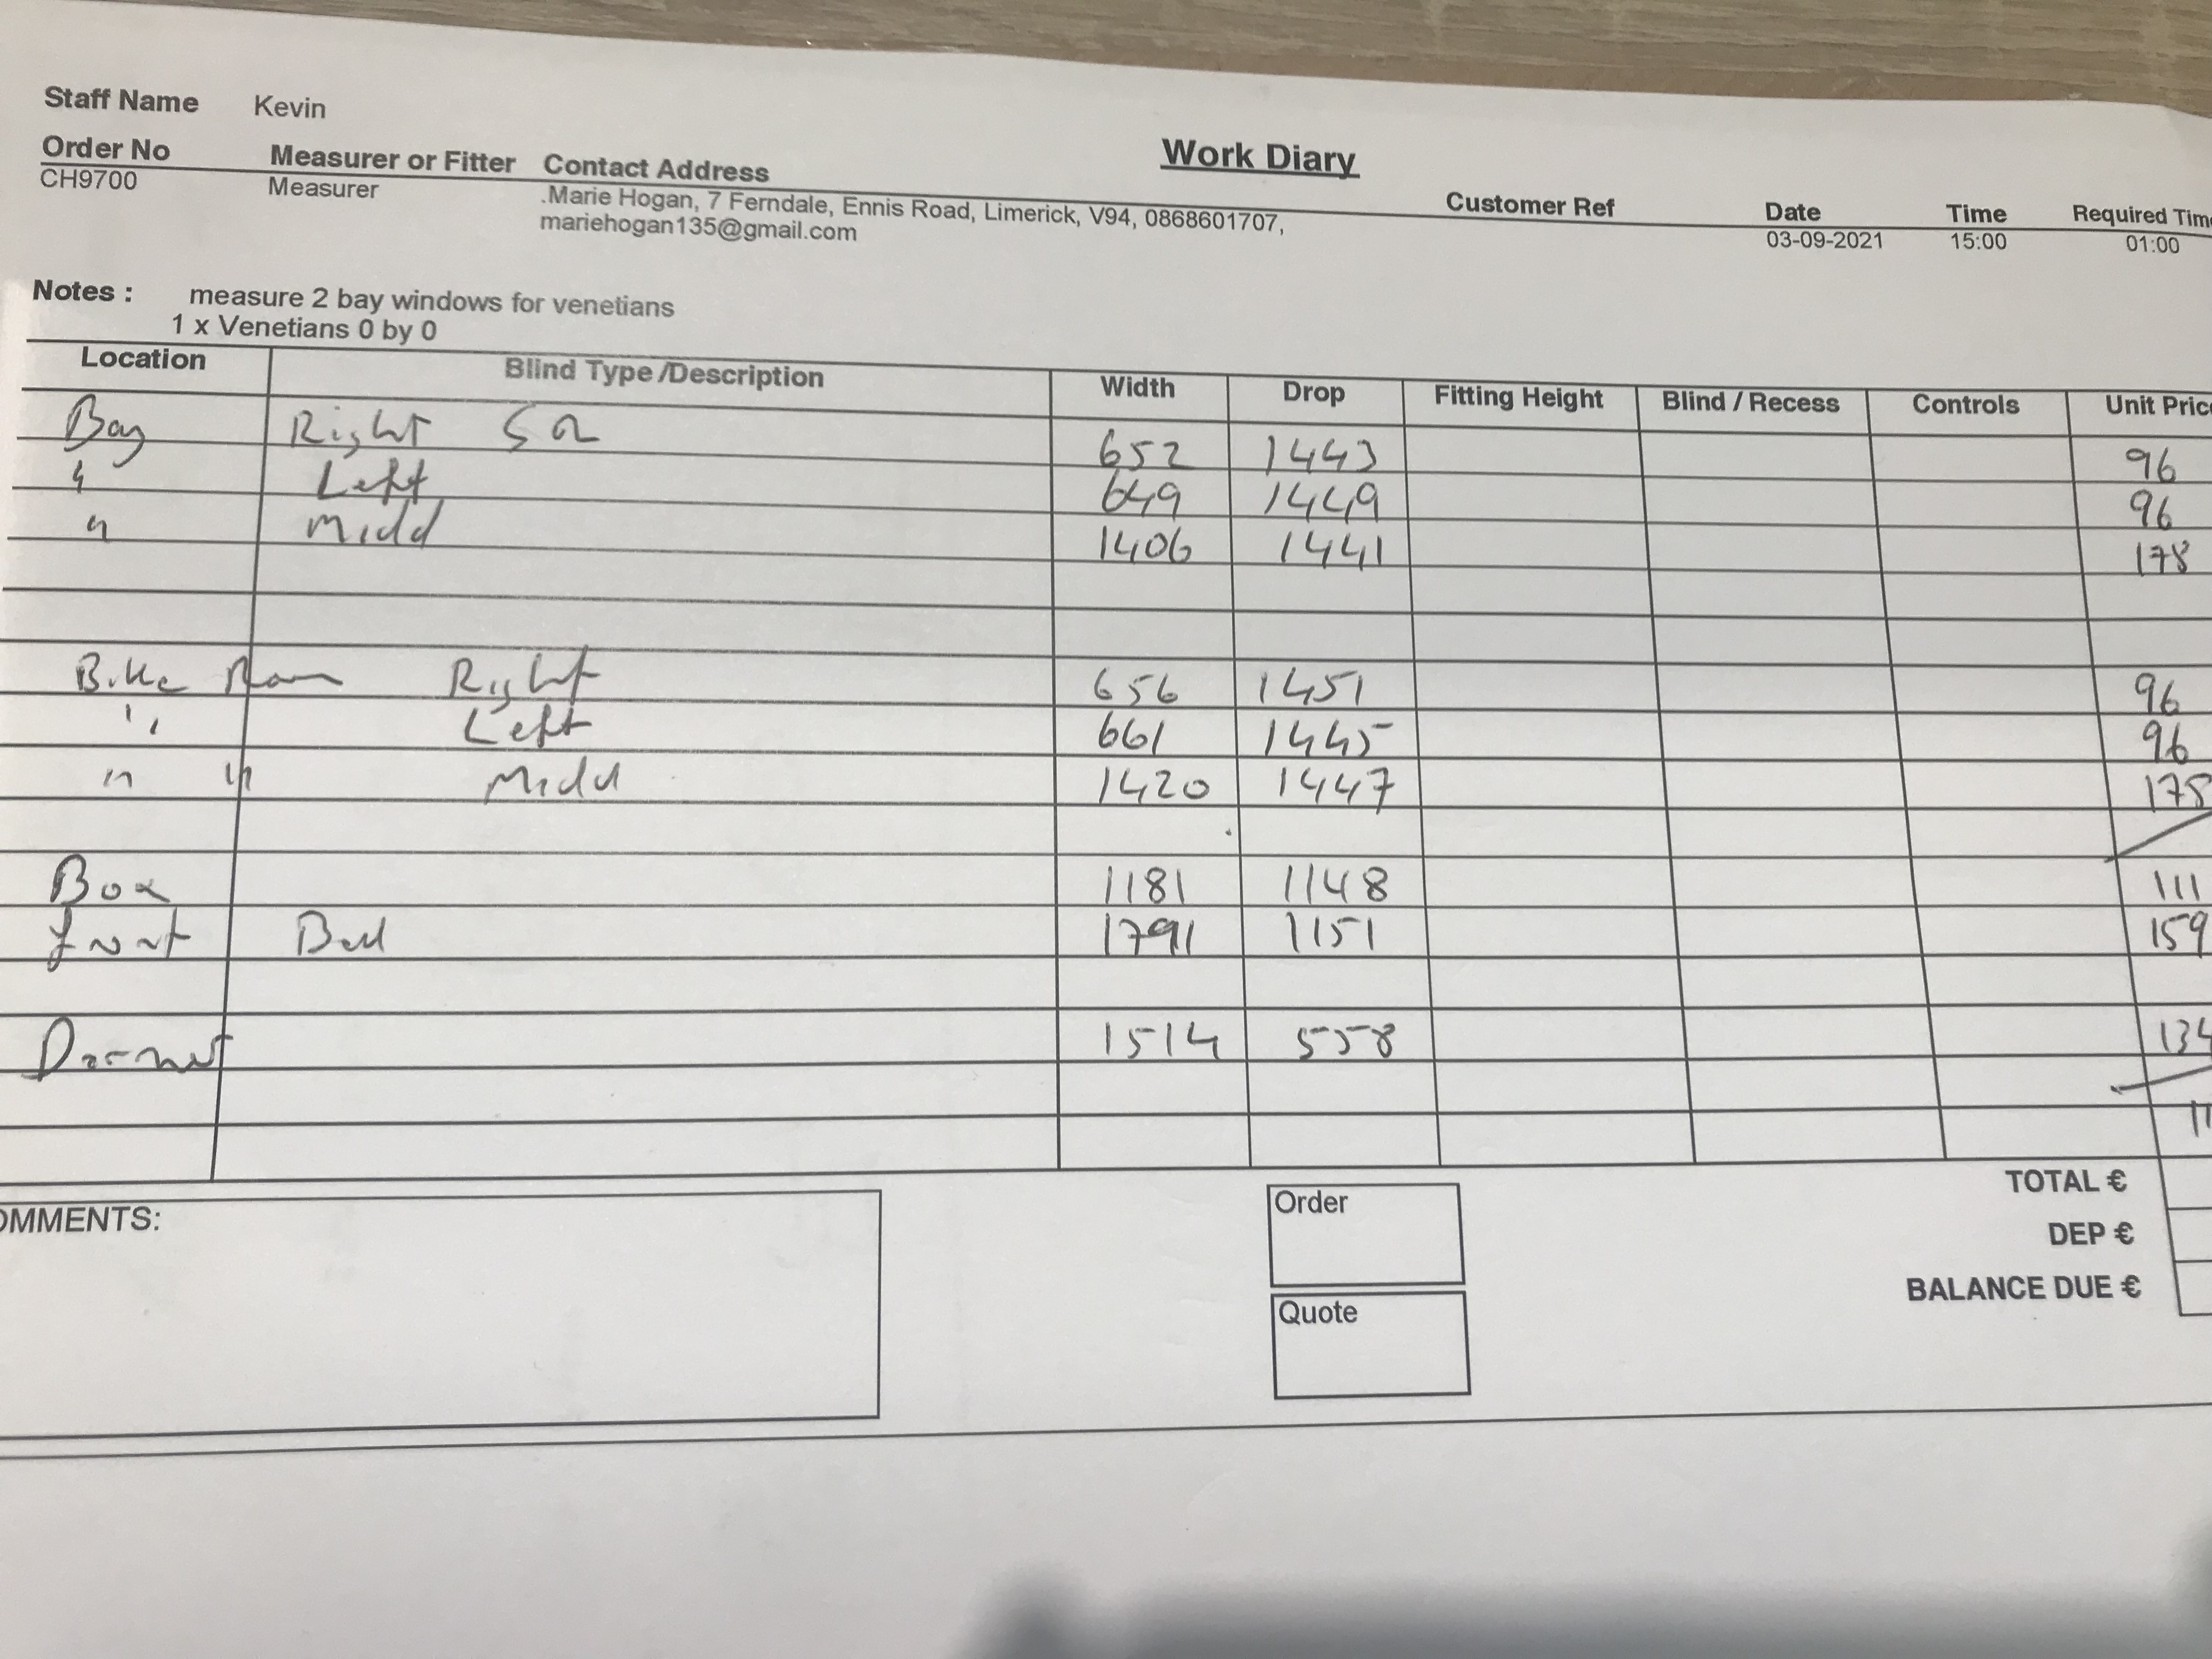 Staff Name Kevin
Work Diary
Order No Measurer or Fitter Contact Address Customer Ref Date Time Required Tim
CH9700 Measurer .Marie Hogan, 7 Ferndale, Ennis Road, Limerick, V94, 0868601707, 03-09-2021 15:00 01:00
mariehogan135@gmail.com
Notes : measure 2 bay windows for venetians
1 x Venetians 0 by 0
Location Blind Type /Description Width Drop Fitting Height Blind / Recess Controls Unit Pric
Bay Right 652 1443 96
" Left 649 1449 96
" Midd 1406 1441 178
Right 656 1451 96
" Left 661 1445 96
" " Midd 1420 1447 178
Box 1181 1148 111
Front Bed 1791 1151 159
1514 558 134
11
TOTAL €
OMMENTS: Order
DEP €
BALANCE DUE €
Quote